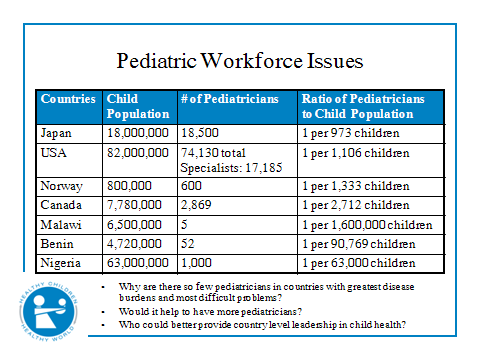 Pediatric Workforce Issues
Countries Child Population # of Pediatricians Ratio of Pediatricians to Child Population
Japan 18,000,000 18,500 1 per 973 children
USA 82,000,000 74,130 total Specialists: 17,185 1 per 1,106 children
Norway 800,000 600 1 per 1,333 children
Canada 7,780,000 2,869 1 per 2,712 children
Malawi 6,500,000 5 1 per 1,600,000 children
Benin 4,720,000 52 1 per 90,769 children
Nigeria 63,000,000 1,000 1 per 63,000 children
• Why are there so few pediatricians in countries with greatest disease
burdens and most difficult problems?
• Would it help to have more pediatricians?
• Who could better provide country level leadership in child health?
HEALTHY CHILDREN
HEALTHY WORLD